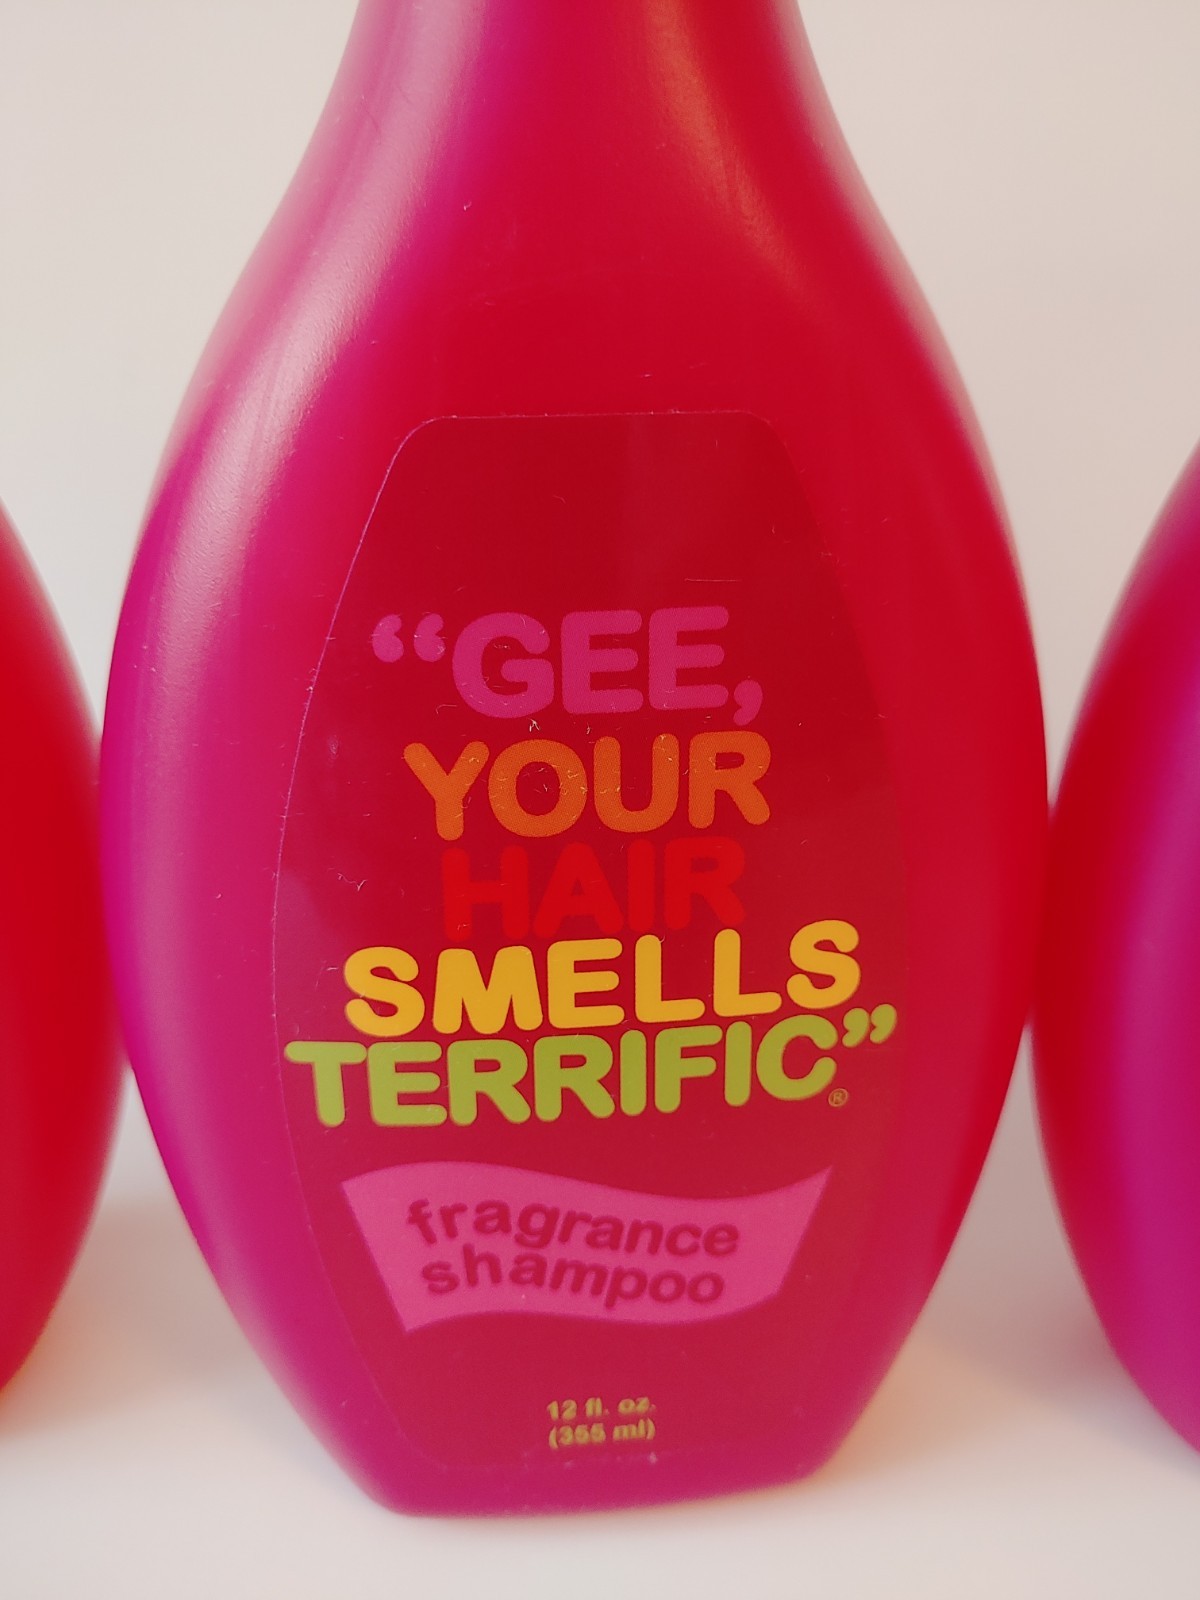 “GEE,
YOUR
HAIR
SMELLS
TERRIFIC”®
fragrance
shampoo
12 fl. oz.
(355 ml)